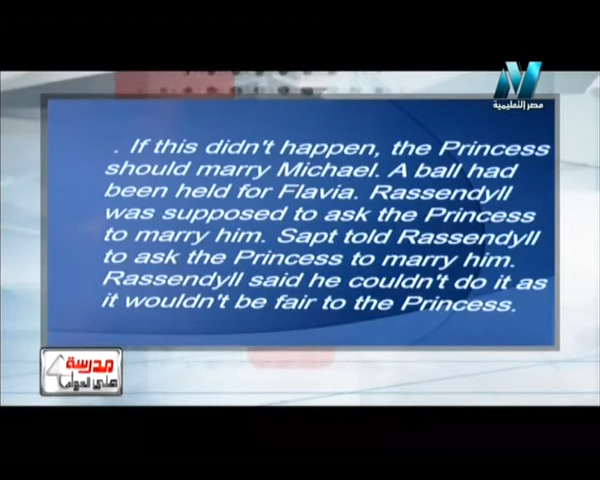 مصر التعليمية
. If this didn't happen, the Princess
should marry Michael. A ball had
been held for Flavia. Rassendyll
was supposed to ask the Princess
to marry him. Sapt told Rassendyll
to ask the Princess to marry him.
Rassendyll said he couldn't do it as
it wouldn't be fair to the Princess.
مدرسة
على الهواء